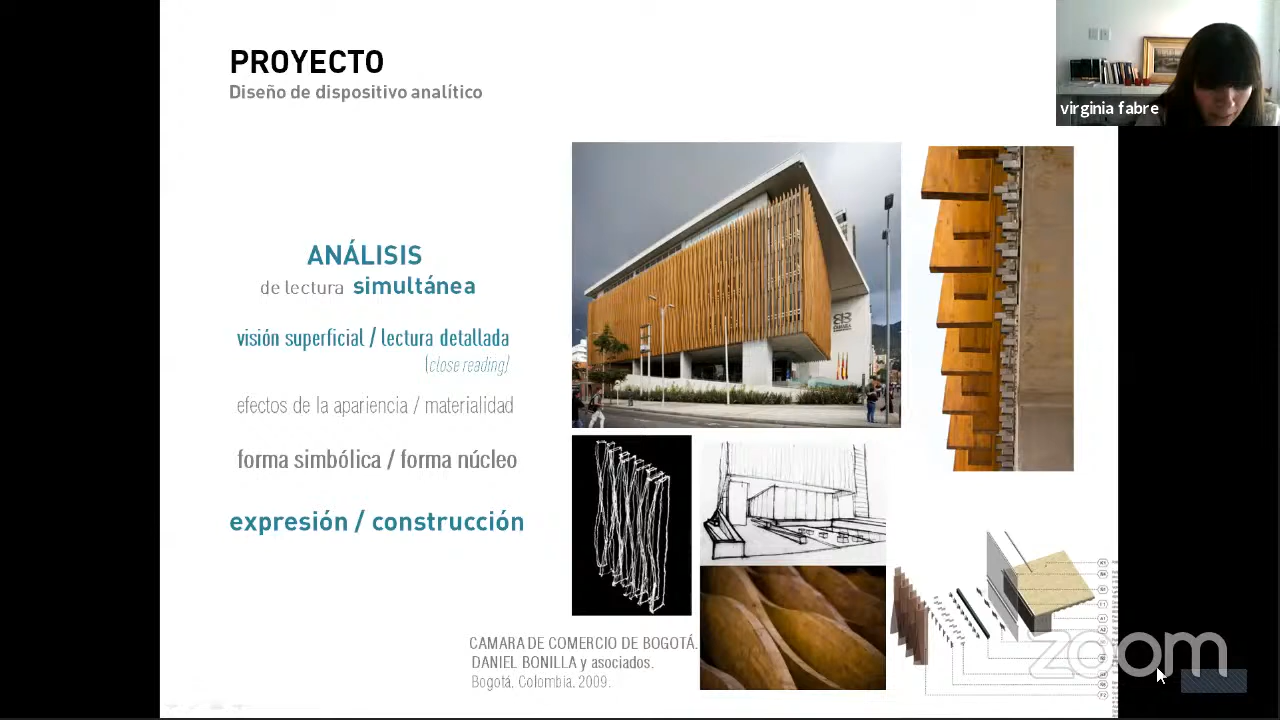 PROYECTO
Diseño de dispositivo analítico
virginia fabre
ANÁLISIS
de lectura simultánea
visión superficial / lectura detallada
(close reading)
efectos de la apariencia / materialidad
forma simbólica / forma núcleo
expresión / construcción
CAMARA DE COMERCIO DE BOGOTÁ.
DANIEL BONILLA y asociados.
Bogotá. Colombia. 2009.
zoom